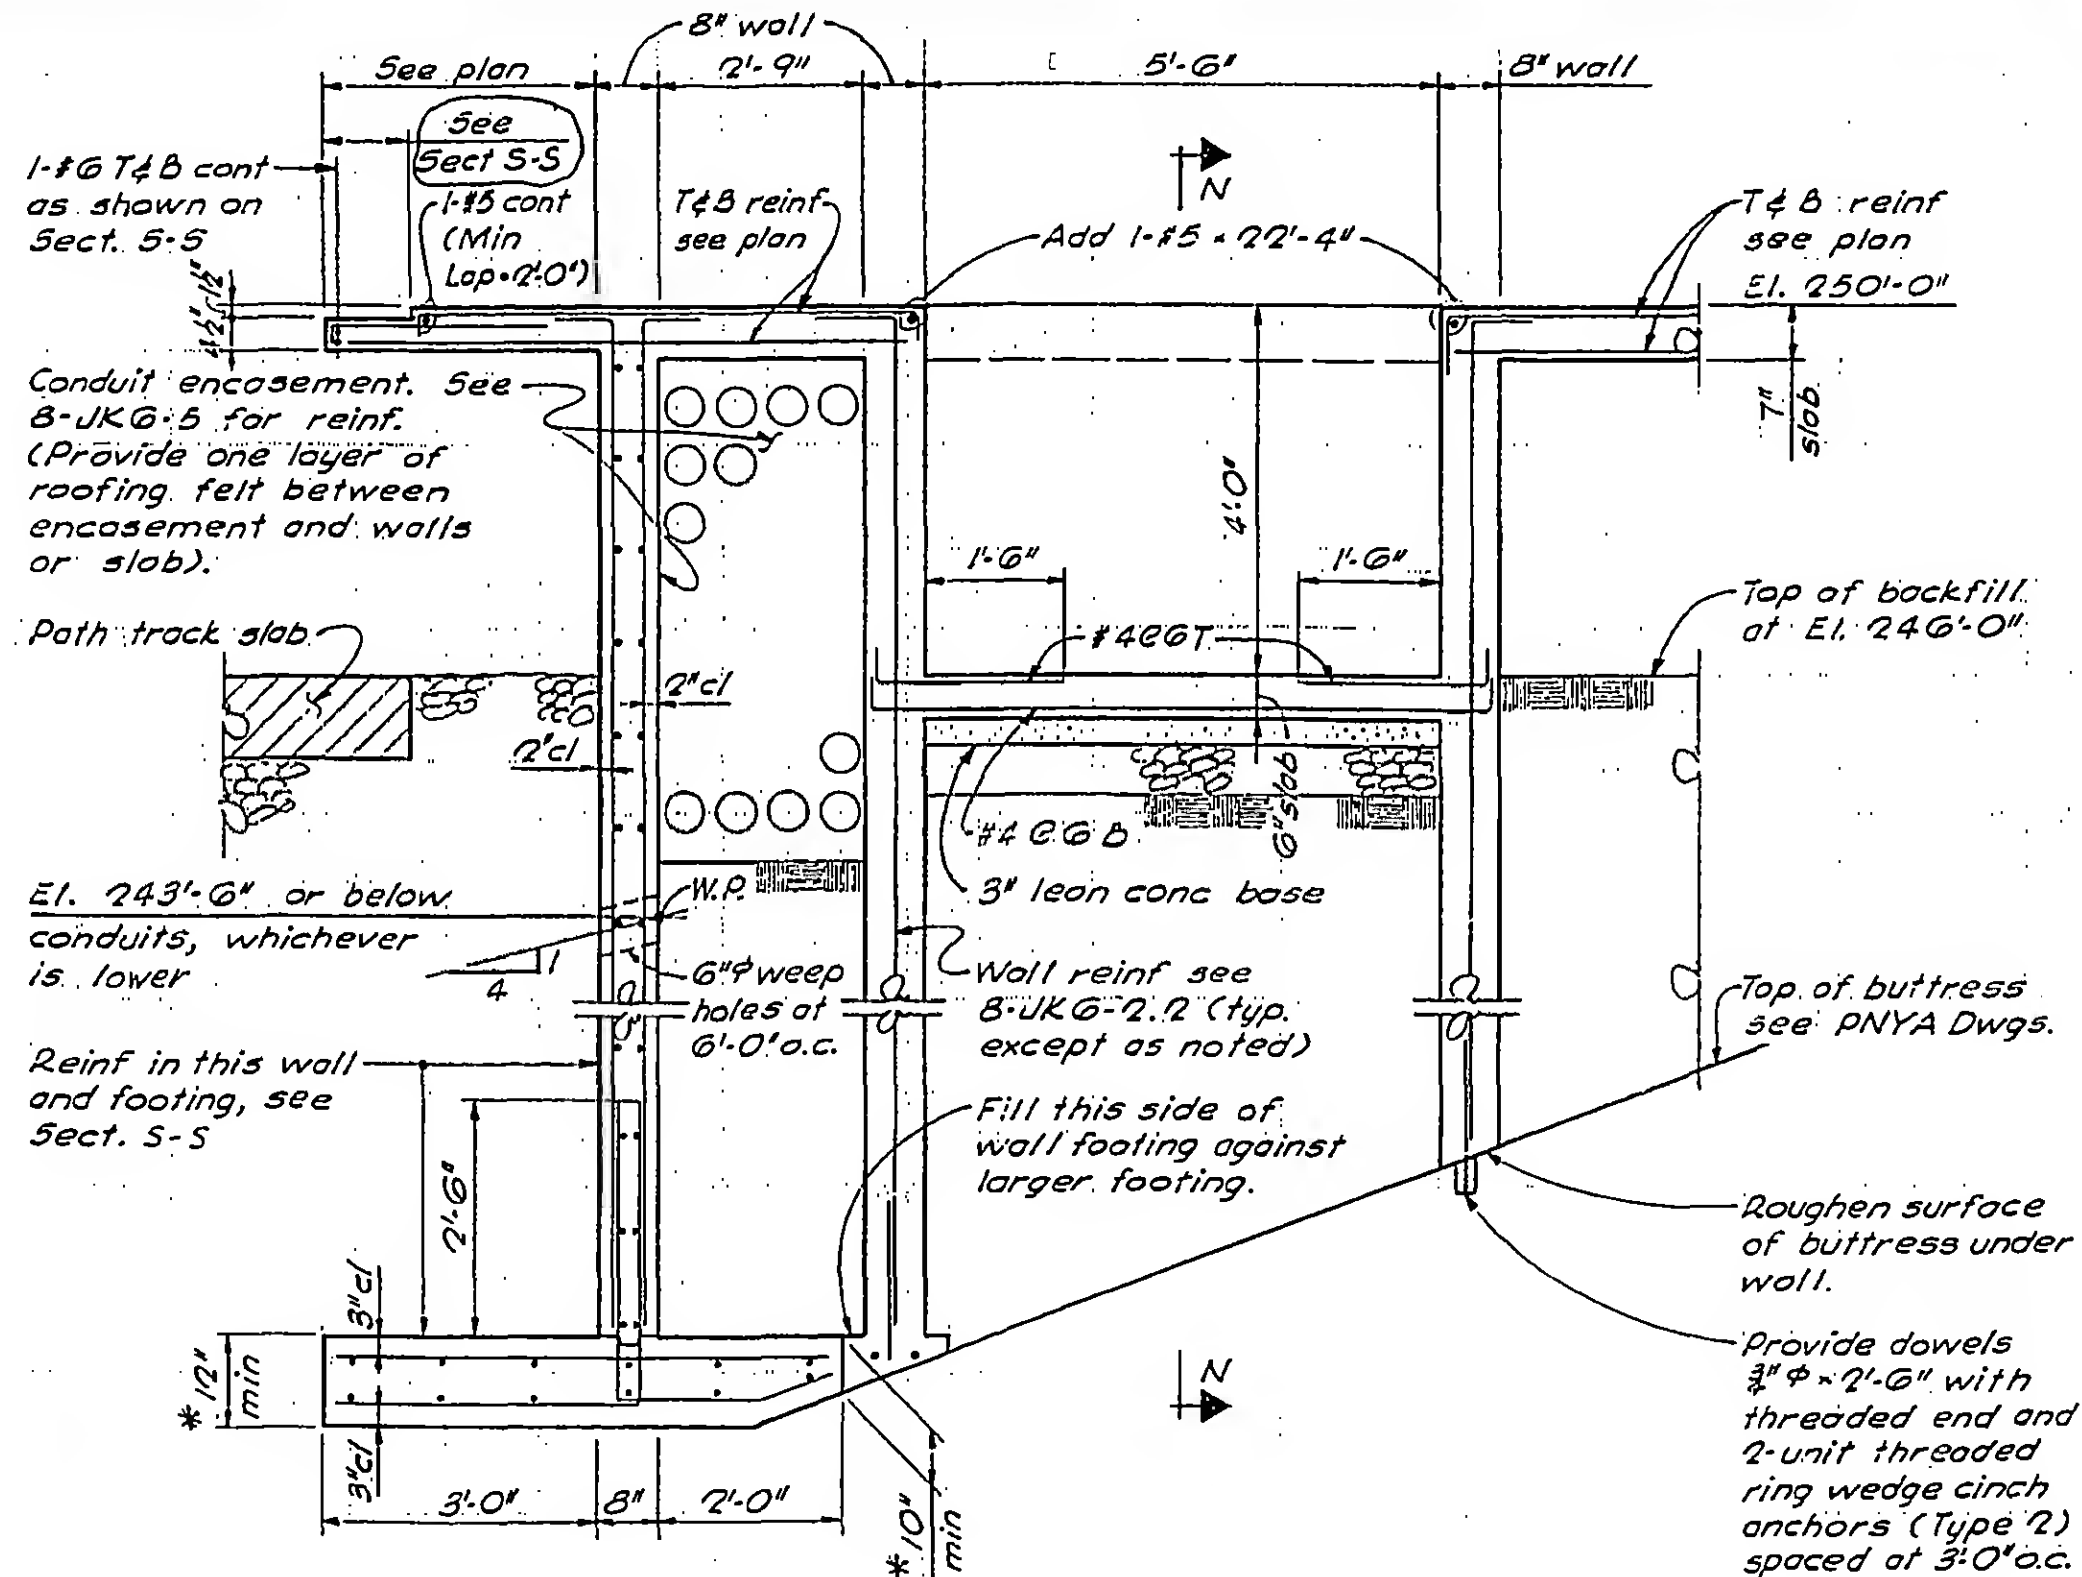 8" wall
See plan
2'-9"
5'-6"
8" wall
See
Sect S-S
1-#6 T&B cont
as shown on
Sect. S-S
1-#5 cont
(Min
Lap=2'-0")
T&B reinf
see plan
N
Add 1-#5 x 22'-4"
T & B reinf
see plan
El. 250'-0"
1½"
4½"
7"
slab
Conduit encasement. See
8-JKG-5 for reinf.
(Provide one layer of
roofing felt between
encasement and walls
or slab).
4'-0"
1'-6"
1'-6"
Top of backfill
at El. 246'-0"
Path track slab
#4@6T
2"cl
2"cl
6" slab
#4@6 B
3" lean conc base
W.P.
El. 243'-6" or below
conduits, whichever
is lower
1
4
6"φ weep
holes at
6'-0" o.c.
Wall reinf see
8-JKG-2.2 (typ.
except as noted)
Top of buttress
see PNYA Dwgs.
Reinf in this wall
and footing, see
Sect. S-S
Fill this side of
wall footing against
larger footing.
2'-6"
Roughen surface
of buttress under
wall.
3"cl
*12"
min
3"cl
N
Provide dowels
¾"φ x 2'-6" with
threaded end and
2-unit threaded
ring wedge cinch
anchors (Type 2)
spaced at 3'-0" o.c.
3'-0"
8"
2'-0"
*10"
min